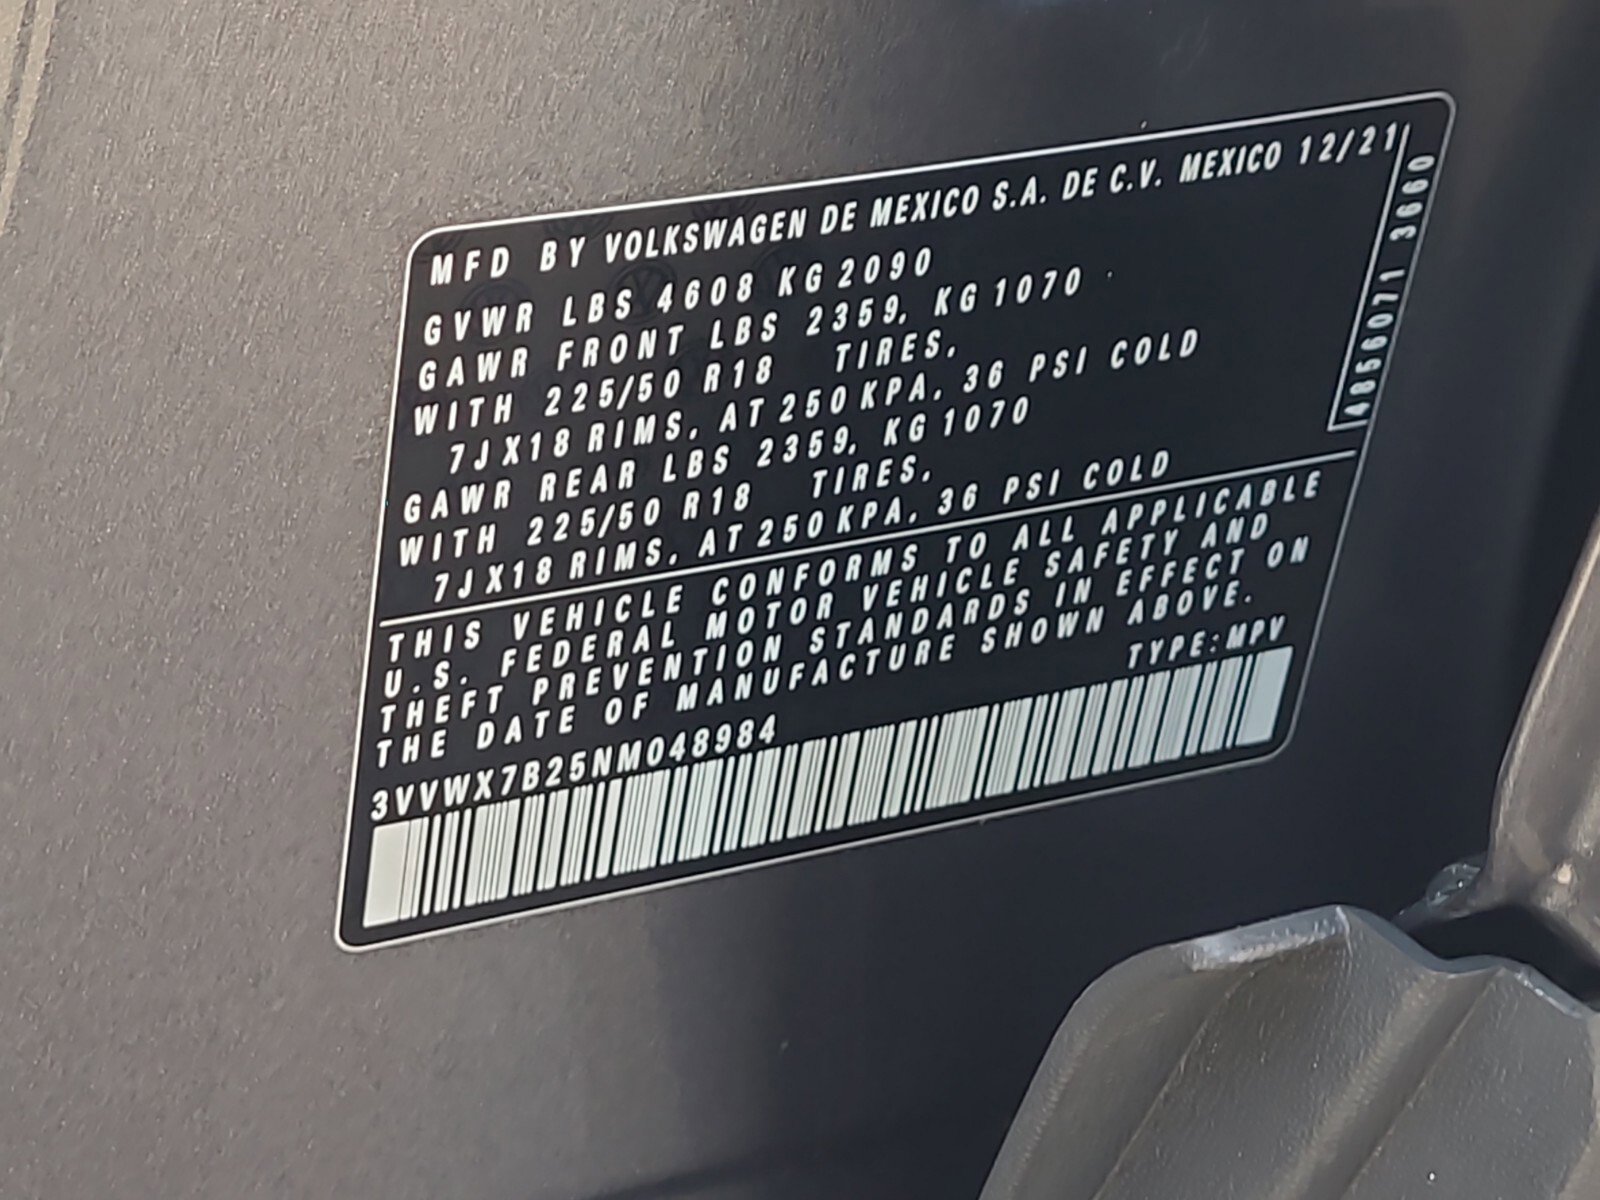 MFD BY VOLKSWAGEN DE MEXICO S.A. DE C.V. MEXICO 12/21
GVWR LBS 4608 KG 2090
GAWR FRONT LBS 2359, KG 1070
WITH 225/50 R18 TIRES,
7JX18 RIMS, AT 250 KPA, 36 PSI COLD
GAWR REAR LBS 2359, KG 1070
WITH 225/50 R18 TIRES,
7JX18 RIMS, AT 250 KPA, 36 PSI COLD
4856071 3660
THIS VEHICLE CONFORMS TO ALL APPLICABLE
U.S. FEDERAL MOTOR VEHICLE SAFETY AND
THEFT PREVENTION STANDARDS IN EFFECT ON
THE DATE OF MANUFACTURE SHOWN ABOVE.
TYPE:MPV
3VVWX7B25NM048984